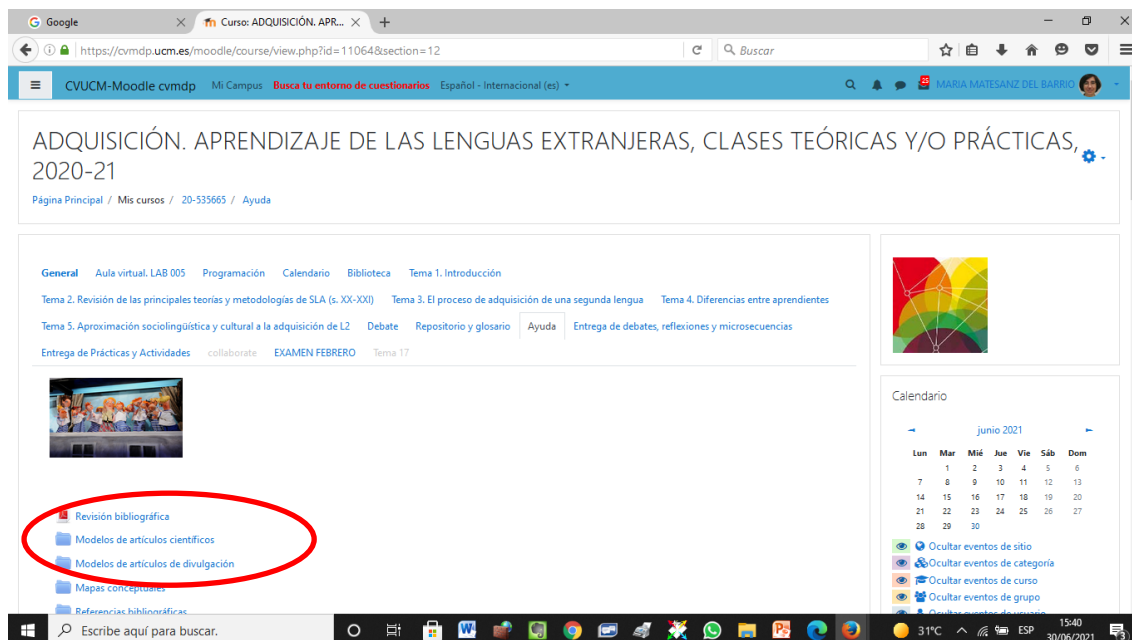 Google
Curso: ADQUISICIÓN. APR...
https://cvmdp.ucm.es/moodle/course/view.php?id=11064&section=12
Buscar
CVUCM-Moodle cvmdp Mi Campus Busca tu entorno de cuestionarios Español - Internacional (es)
25 MARIA MATESANZ DEL BARRIO
ADQUISICIÓN. APRENDIZAJE DE LAS LENGUAS EXTRANJERAS, CLASES TEÓRICAS Y/O PRÁCTICAS,
2020-21
Página Principal / Mis cursos / 20-535665 / Ayuda
General Aula virtual. LAB 005 Programación Calendario Biblioteca Tema 1. Introducción
Tema 2. Revisión de las principales teorías y metodologías de SLA (s. XX-XXI) Tema 3. El proceso de adquisición de una segunda lengua Tema 4. Diferencias entre aprendientes
Tema 5. Aproximación sociolingüística y cultural a la adquisición de L2 Debate Repositorio y glosario Ayuda Entrega de debates, reflexiones y microsecuencias
Entrega de Prácticas y Actividades collaborate EXAMEN FEBRERO Tema 17
Revisión bibliográfica
Modelos de artículos científicos
Modelos de artículos de divulgación
Mapas conceptuales
Referencias bibliográficas
Calendario
junio 2021
Lun Mar Mié Jue Vie Sáb Dom
1 2 3 4 5 6
7 8 9 10 11 12 13
14 15 16 17 18 19 20
21 22 23 24 25 26 27
28 29 30
Ocultar eventos de sitio
Ocultar eventos de categoría
Ocultar eventos de curso
Ocultar eventos de grupo
Ocultar eventos de usuario
Escribe aquí para buscar.
31°C ESP
15:40
30/06/2021